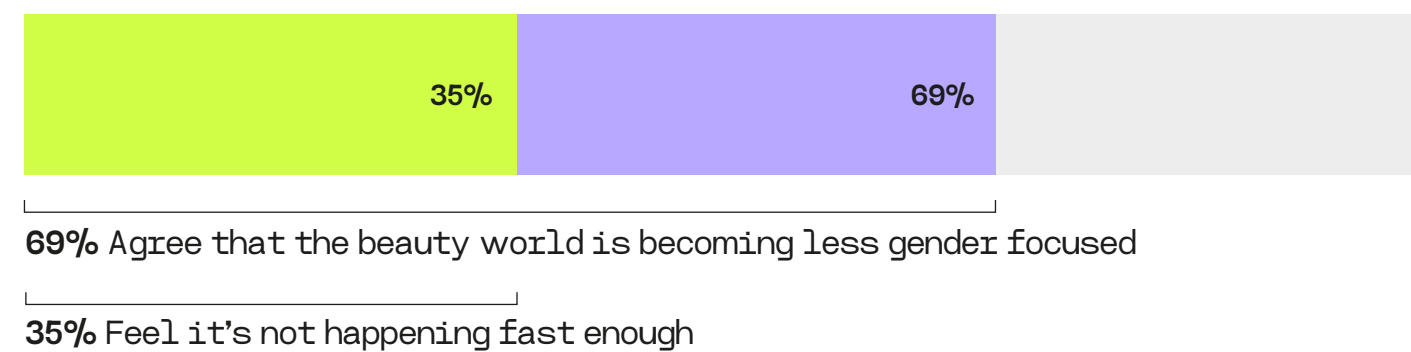 35% 69%
69% Agree that the beauty world is becoming less gender focused
35% Feel it’s not happening fast enough